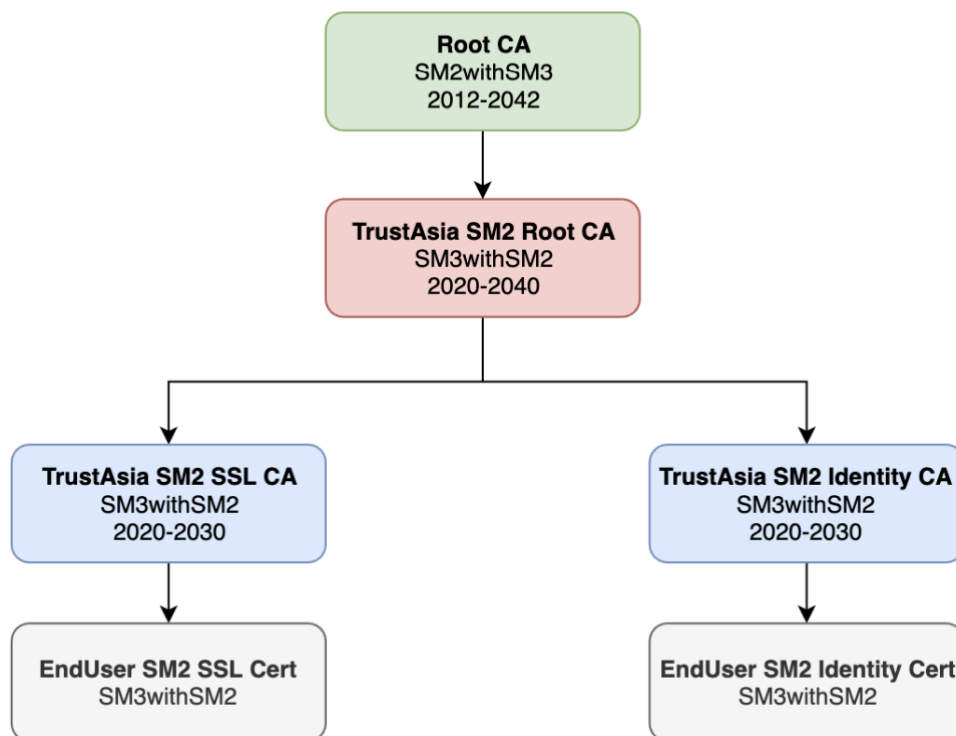 Root CA
SM2withSM3
2012-2042
TrustAsia SM2 Root CA
SM3withSM2
2020-2040
TrustAsia SM2 SSL CA
SM3withSM2
2020-2030
TrustAsia SM2 Identity CA
SM3withSM2
2020-2030
EndUser SM2 SSL Cert
SM3withSM2
EndUser SM2 Identity Cert
SM3withSM2